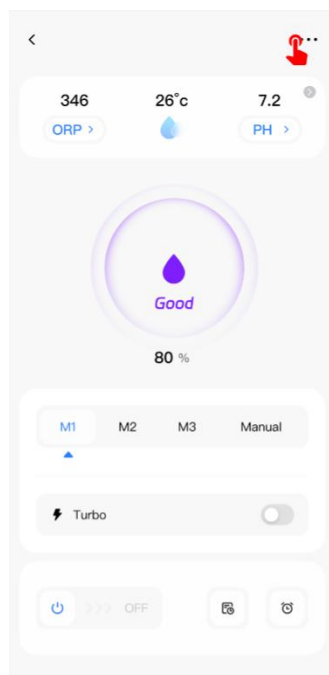 346 26°c 7.2
ORP > PH >
Good
80 %
M1 M2 M3 Manual
Turbo
>>> OFF